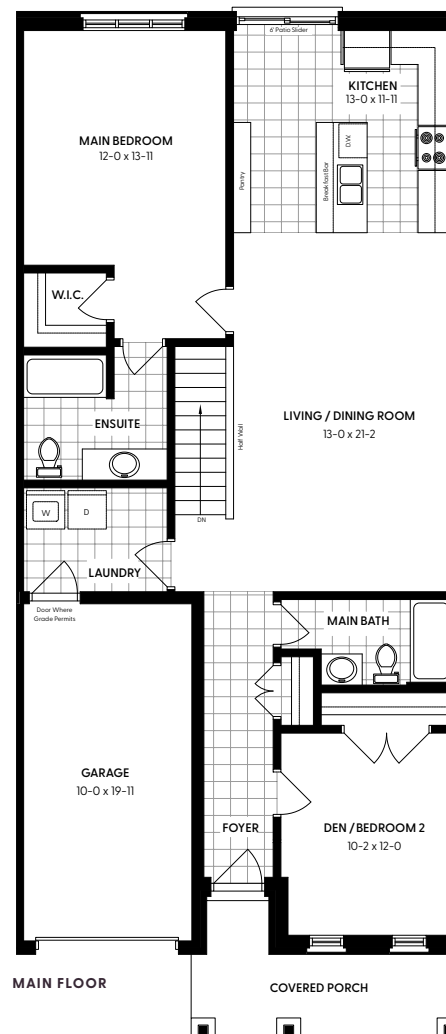 6' Patio Slider
KITCHEN
13-0 x 11-11
MAIN BEDROOM
12-0 x 13-11
D.W.
Pantry
Breakfast Bar
W.I.C.
ENSUITE
LIVING / DINING ROOM
13-0 x 21-2
Half Wall
W
D
DN
LAUNDRY
Door Where
Grade Permits
MAIN BATH
GARAGE
10-0 x 19-11
FOYER
DEN / BEDROOM 2
10-2 x 12-0
MAIN FLOOR
COVERED PORCH